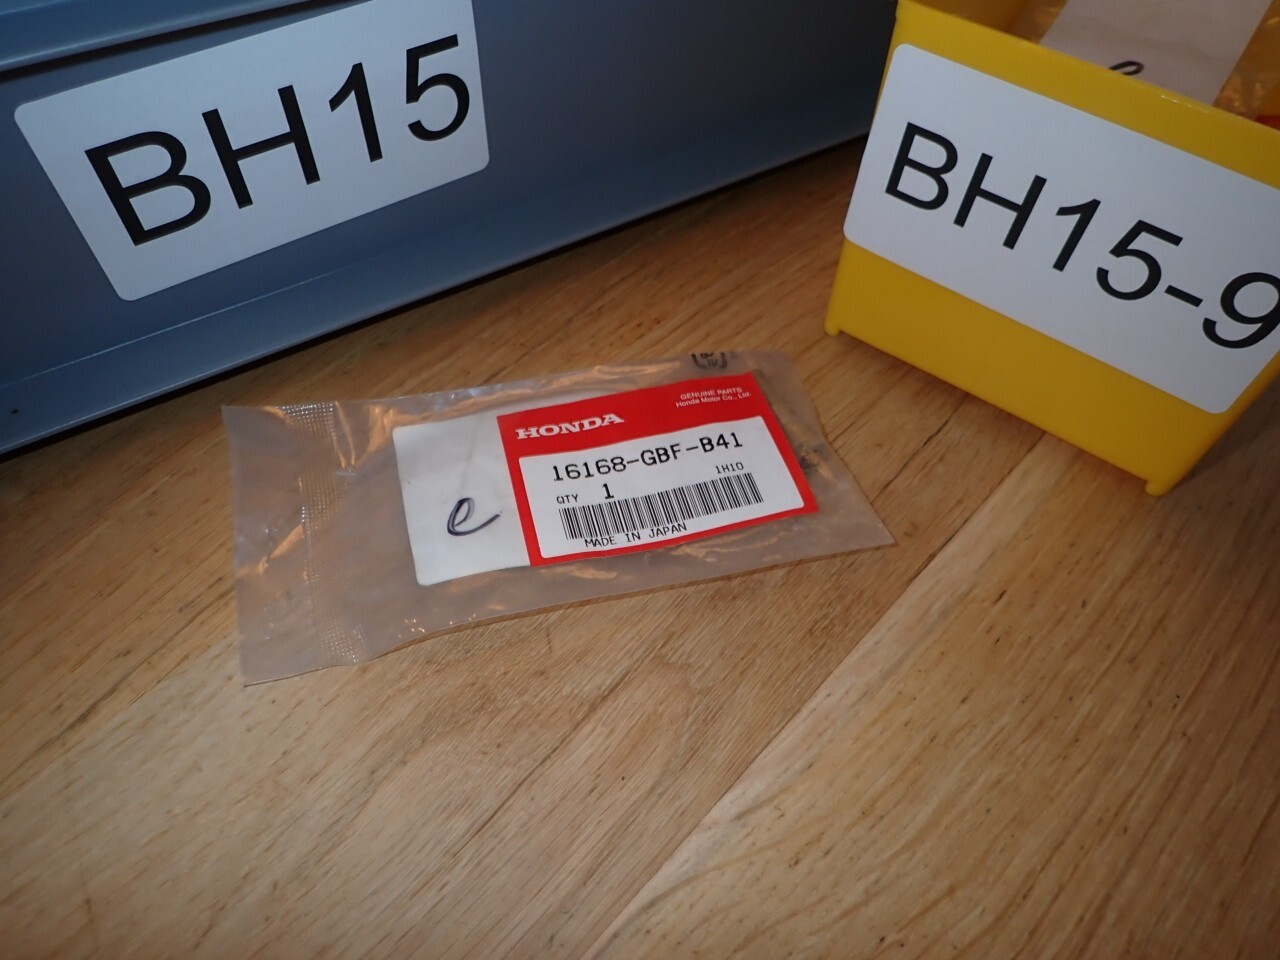 BH15
BH15-9
HONDA
GENUINE PARTS
Honda Motor Co., Ltd.
16168-GBF-B41
1H10
QTY 1
MADE IN JAPAN
e